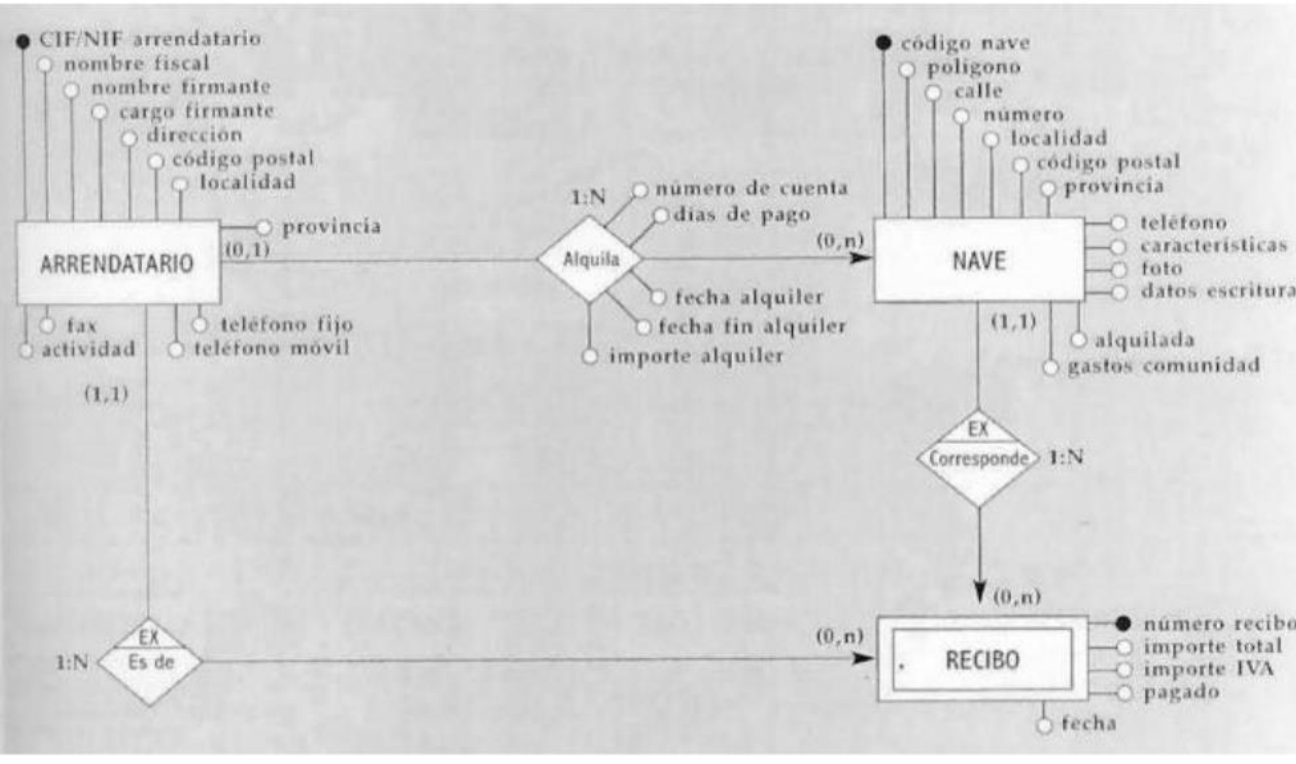 CIF/NIF arrendatario
nombre fiscal
nombre firmante
cargo firmante
dirección
código postal
localidad
provincia
ARRENDATARIO
(0,1)
fax
actividad
teléfono fijo
teléfono móvil
(1,1)
1:N
Alquila
número de cuenta
días de pago
(0,n)
fecha alquiler
fecha fin alquiler
importe alquiler
código nave
polígono
calle
número
localidad
código postal
provincia
NAVE
teléfono
características
foto
datos escritura
(1,1)
alquilada
gastos comunidad
EX
Corresponde
1:N
(0,n)
EX
1:N
Es de
(0,n)
RECIBO
número recibo
importe total
importe IVA
pagado
fecha